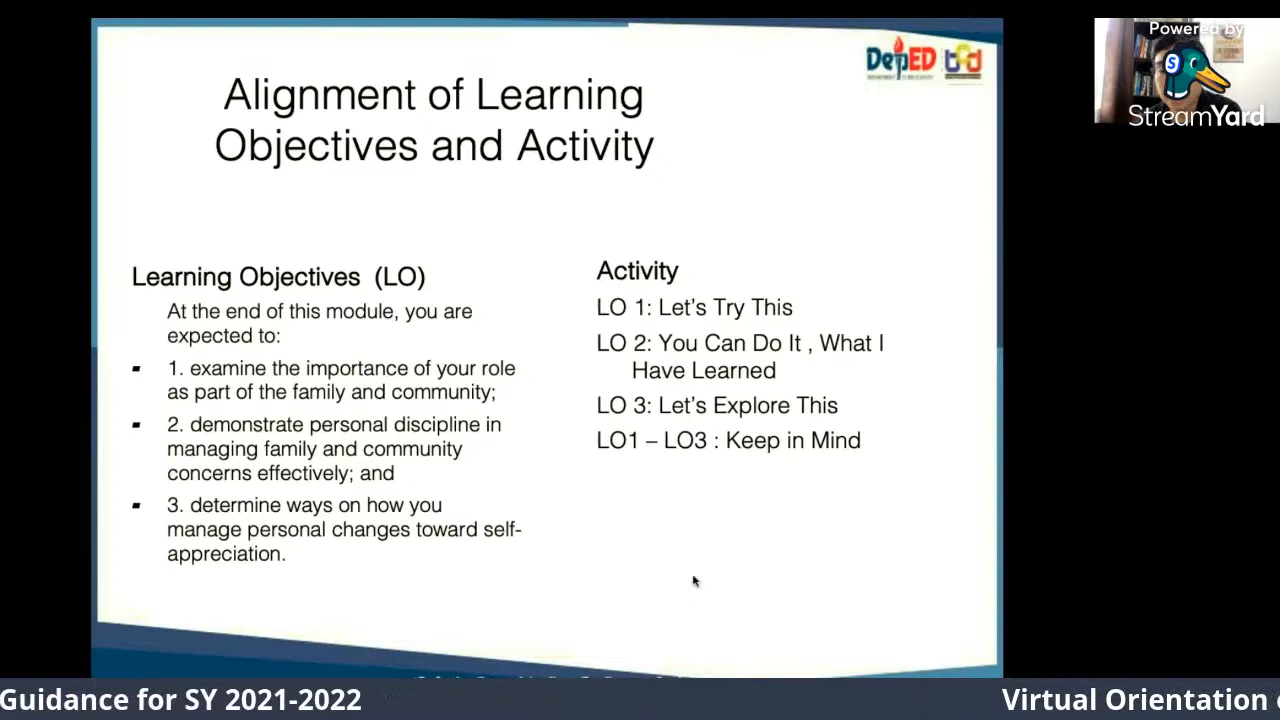 Powered by
StreamYard
DepED
Alignment of Learning
Objectives and Activity
Learning Objectives (LO)
At the end of this module, you are
expected to:
1. examine the importance of your role
as part of the family and community;
2. demonstrate personal discipline in
managing family and community
concerns effectively; and
3. determine ways on how you
manage personal changes toward self-
appreciation.
Activity
LO 1: Let's Try This
LO 2: You Can Do It , What I
Have Learned
LO 3: Let's Explore This
LO1 – LO3 : Keep in Mind
Guidance for SY 2021-2022
Virtual Orientation